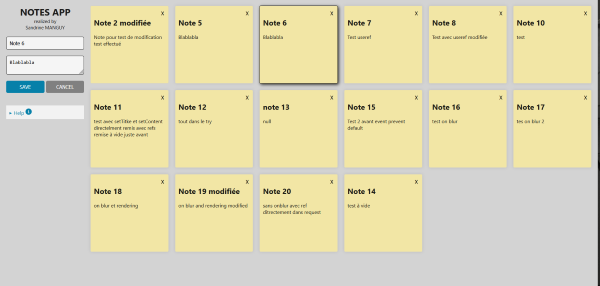 NOTES APP
realized by
Sandrine MANGUY
Note 6
Blablabla
SAVE
CANCEL
+ Help
X
Note 2 modifiée
Note pour test de modification
test effectué
X
Note 5
Blablabla
X
Note 6
Blablabla
X
Note 7
Test useref
X
Note 8
Test avec useref modifiée
X
Note 10
test
X
Note 11
test avec setTitke et setContent
directelment remis avec refs
remise à vide juste avant
X
Note 12
tout dans le try
X
note 13
null
X
Note 15
Test 2 avant event prevent
default
X
Note 16
test on blur
X
Note 17
tes on blur 2
X
Note 18
on blur et rendering
X
Note 19 modifiée
on blur and rendering modified
X
Note 20
sans onblur avec ref
ditrectement dans request
X
Note 14
test à vide